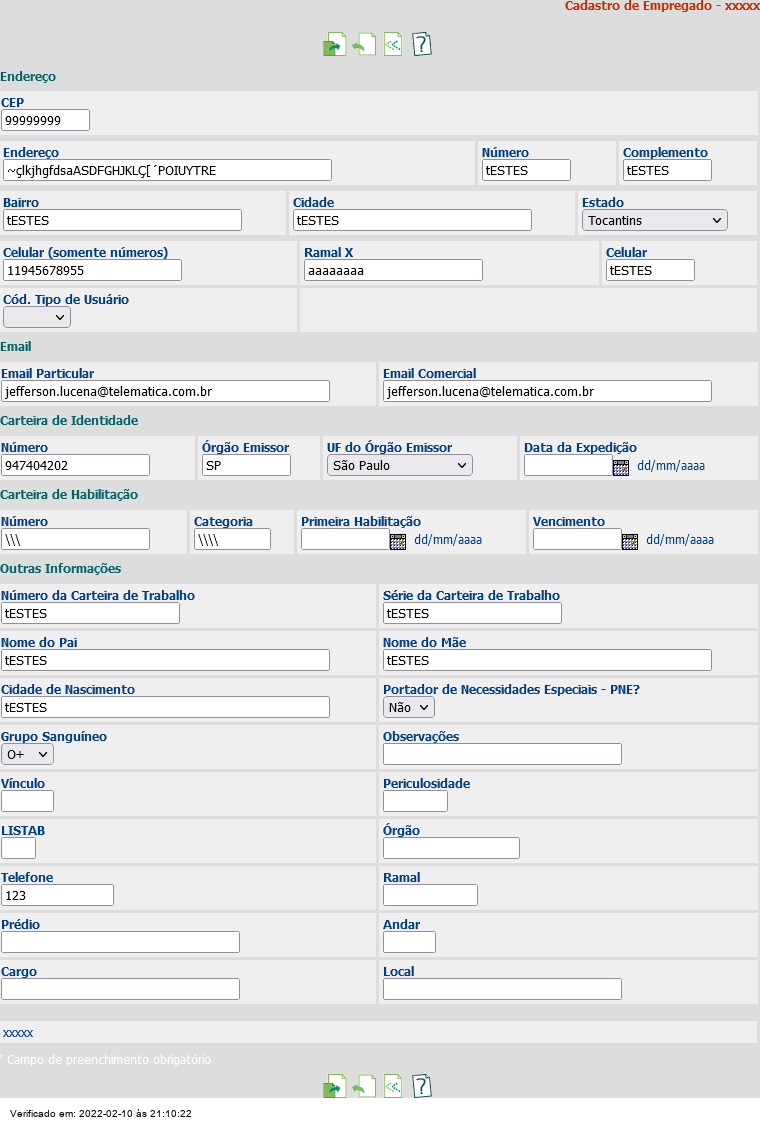 Cadastro de Empregado - xxxxx
Endereço
CEP
99999999
Endereço Número Complemento
~çlkjhgfdsaASDFGHJKLÇ[´POIUYTRE tESTES tESTES
Bairro Cidade Estado
tESTES tESTES Tocantins
Celular (somente números) Ramal X Celular
11945678955 aaaaaaaa tESTES
Cód. Tipo de Usuário
Email
Email Particular Email Comercial
jefferson.lucena@telematica.com.br jefferson.lucena@telematica.com.br
Carteira de Identidade
Número Órgão Emissor UF do Órgão Emissor Data da Expedição
947404202 SP São Paulo dd/mm/aaaa
Carteira de Habilitação
Número Categoria Primeira Habilitação Vencimento
\\\ \\\\ dd/mm/aaaa dd/mm/aaaa
Outras Informações
Número da Carteira de Trabalho Série da Carteira de Trabalho
tESTES tESTES
Nome do Pai Nome do Mãe
tESTES tESTES
Cidade de Nascimento Portador de Necessidades Especiais - PNE?
tESTES Não
Grupo Sanguíneo Observações
O+
Vínculo Periculosidade
LISTAB Órgão
Telefone Ramal
123
Prédio Andar
Cargo Local
xxxxx
* Campo de preenchimento obrigatório
Verificado em: 2022-02-10 às 21:10:22